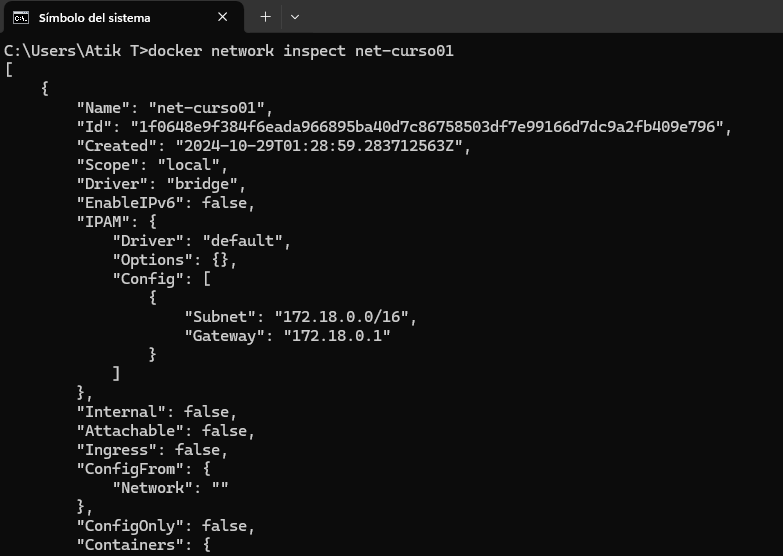 Símbolo del sistema
C:\Users\Atik T>docker network inspect net-curso01
[
    {
        "Name": "net-curso01",
        "Id": "1f0648e9f384f6eada966895ba40d7c86758503df7e99166d7dc9a2fb409e796",
        "Created": "2024-10-29T01:28:59.283712563Z",
        "Scope": "local",
        "Driver": "bridge",
        "EnableIPv6": false,
        "IPAM": {
            "Driver": "default",
            "Options": {},
            "Config": [
                {
                    "Subnet": "172.18.0.0/16",
                    "Gateway": "172.18.0.1"
                }
            ]
        },
        "Internal": false,
        "Attachable": false,
        "Ingress": false,
        "ConfigFrom": {
            "Network": ""
        },
        "ConfigOnly": false,
        "Containers": {